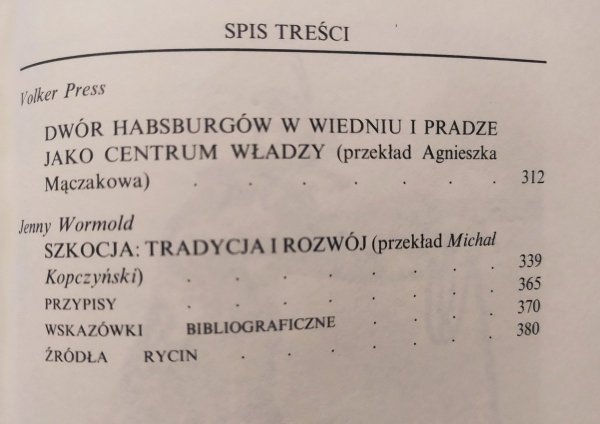 SPIS TREŚCI
Volker Press
DWÓR HABSBURGÓW W WIEDNIU I PRADZE
JAKO CENTRUM WŁADZY (przekład Agnieszka
Mączakowa) . . . . . . . 312
Jenny Wormold
SZKOCJA: TRADYCJA I ROZWÓJ (przekład Michał
Kopczyński) . . . . . . . 339
PRZYPISY . . . . . . . 365
WSKAZÓWKI BIBLIOGRAFICZNE . . . . 370
ŹRÓDŁA RYCIN . . . . . . 380